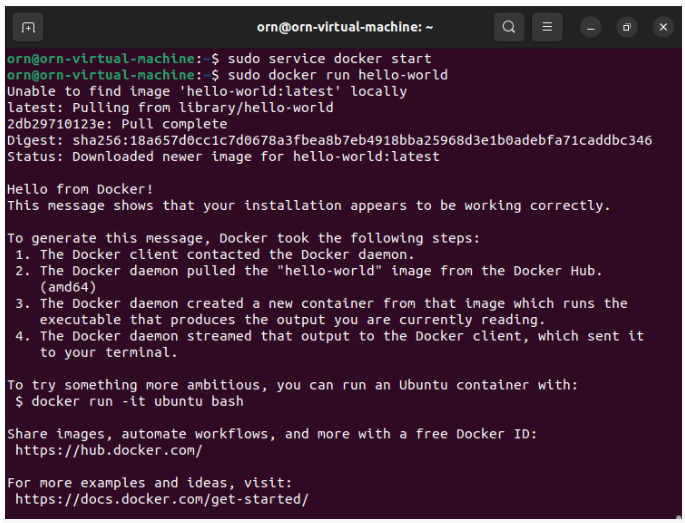 orn@orn-virtual-machine: ~
orn@orn-virtual-machine:~$ sudo service docker start
orn@orn-virtual-machine:~$ sudo docker run hello-world
Unable to find image 'hello-world:latest' locally
latest: Pulling from library/hello-world
2db29710123e: Pull complete
Digest: sha256:18a657d0cc1c7d0678a3fbea8b7eb4918bba25968d3e1b0adebfa71caddbc346
Status: Downloaded newer image for hello-world:latest
Hello from Docker!
This message shows that your installation appears to be working correctly.
To generate this message, Docker took the following steps:
1. The Docker client contacted the Docker daemon.
2. The Docker daemon pulled the "hello-world" image from the Docker Hub.
(amd64)
3. The Docker daemon created a new container from that image which runs the
executable that produces the output you are currently reading.
4. The Docker daemon streamed that output to the Docker client, which sent it
to your terminal.
To try something more ambitious, you can run an Ubuntu container with:
$ docker run -it ubuntu bash
Share images, automate workflows, and more with a free Docker ID:
https://hub.docker.com/
For more examples and ideas, visit:
https://docs.docker.com/get-started/